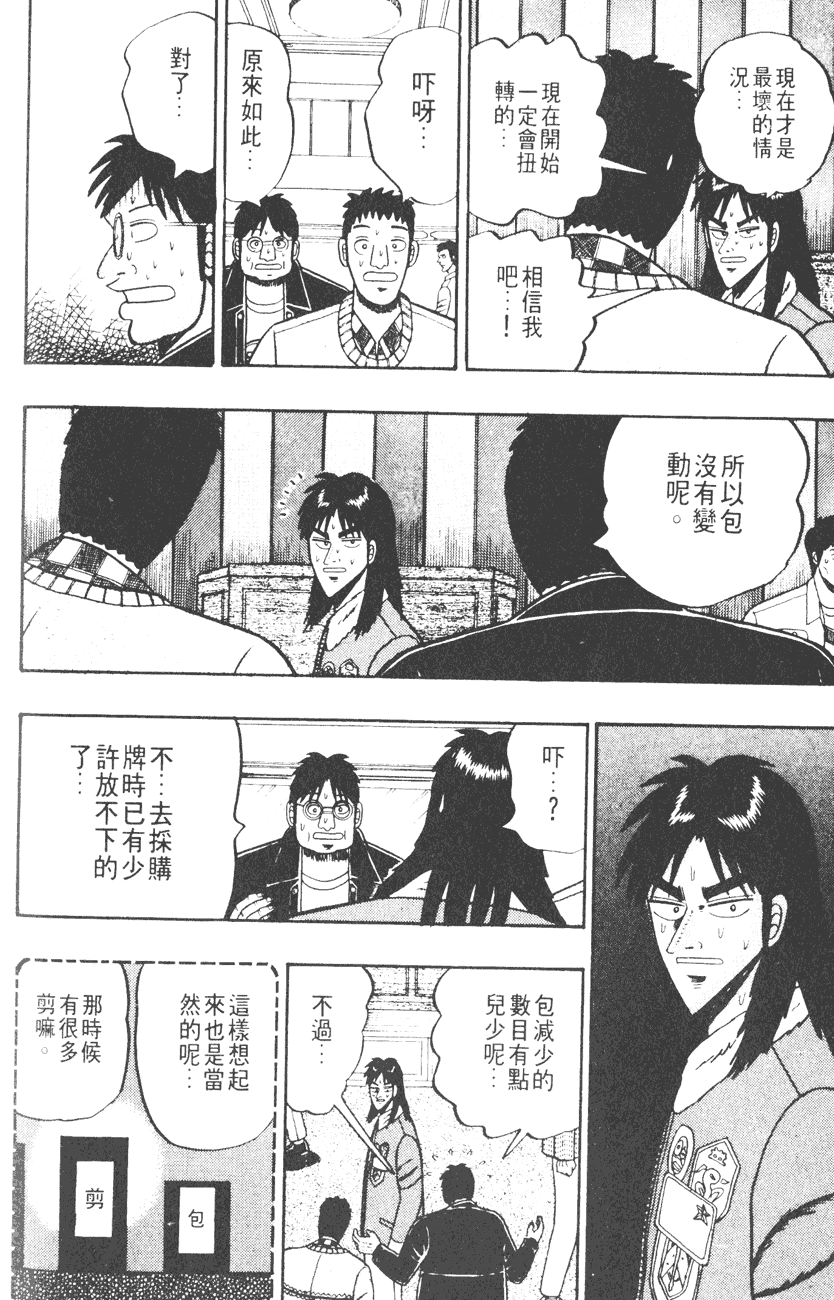 現在才是
最壞的情
況…
現在開始
一定會扭
轉的…
相信我
吧…！
吓呀…
原來如此…
對了…
所以包
沒有變
動呢。
吓…？
不…去採購
牌時已有少
許放不下的
了…
包減少的
數目有點
兒少呢…
不過…
這樣想起
來也是當
然的呢…
那時候
有很多
剪嘛。
包
剪